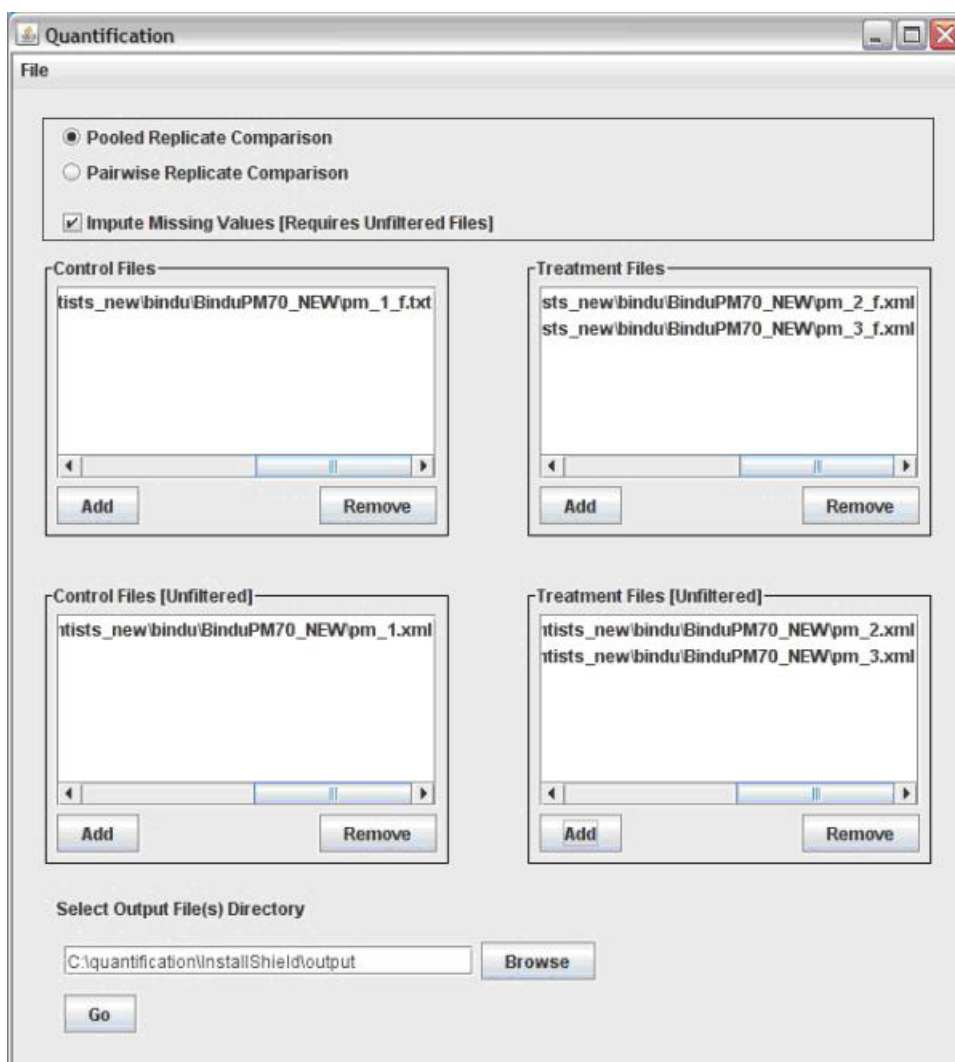 Quantification
File
Pooled Replicate Comparison
Pairwise Replicate Comparison
Impute Missing Values [Requires Unfiltered Files]
Control Files
tists_new\bindu\BinduPM70_NEW\pm_1_f.txt
Add
Remove
Treatment Files
sts_new\bindu\BinduPM70_NEW\pm_2_f.xml
sts_new\bindu\BinduPM70_NEW\pm_3_f.xml
Add
Remove
Control Files [Unfiltered]
ntists_new\bindu\BinduPM70_NEW\pm_1.xml
Add
Remove
Treatment Files [Unfiltered]
ntists_new\bindu\BinduPM70_NEW\pm_2.xml
ntists_new\bindu\BinduPM70_NEW\pm_3.xml
Add
Remove
Select Output File(s) Directory
C:\quantification\InstallShield\output
Browse
Go